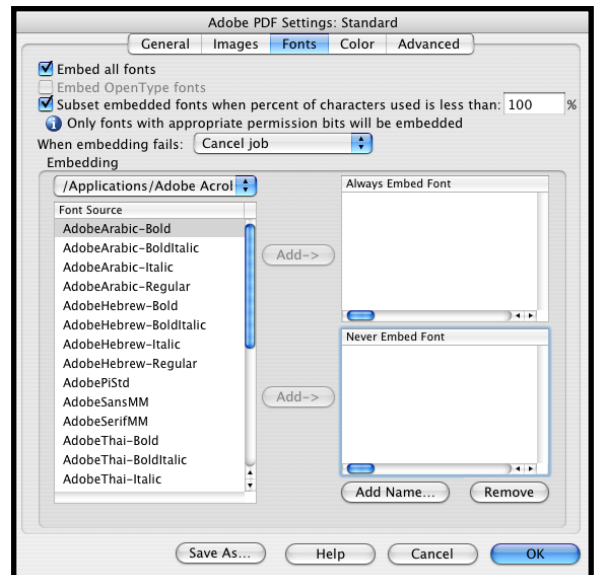 Adobe PDF Settings: Standard
General Images Fonts Color Advanced
Embed all fonts
Embed OpenType fonts
Subset embedded fonts when percent of characters used is less than: 100 %
Only fonts with appropriate permission bits will be embedded
When embedding fails: Cancel job
Embedding
/Applications/Adobe Acrol
Font Source
AdobeArabic-Bold
AdobeArabic-BoldItalic
AdobeArabic-Italic
AdobeArabic-Regular
AdobeHebrew-Bold
AdobeHebrew-BoldItalic
AdobeHebrew-Italic
AdobeHebrew-Regular
AdobePiStd
AdobeSansMM
AdobeSerifMM
AdobeThai-Bold
AdobeThai-BoldItalic
AdobeThai-Italic
Add->
Add->
Always Embed Font
Never Embed Font
Add Name... Remove
Save As... Help Cancel OK